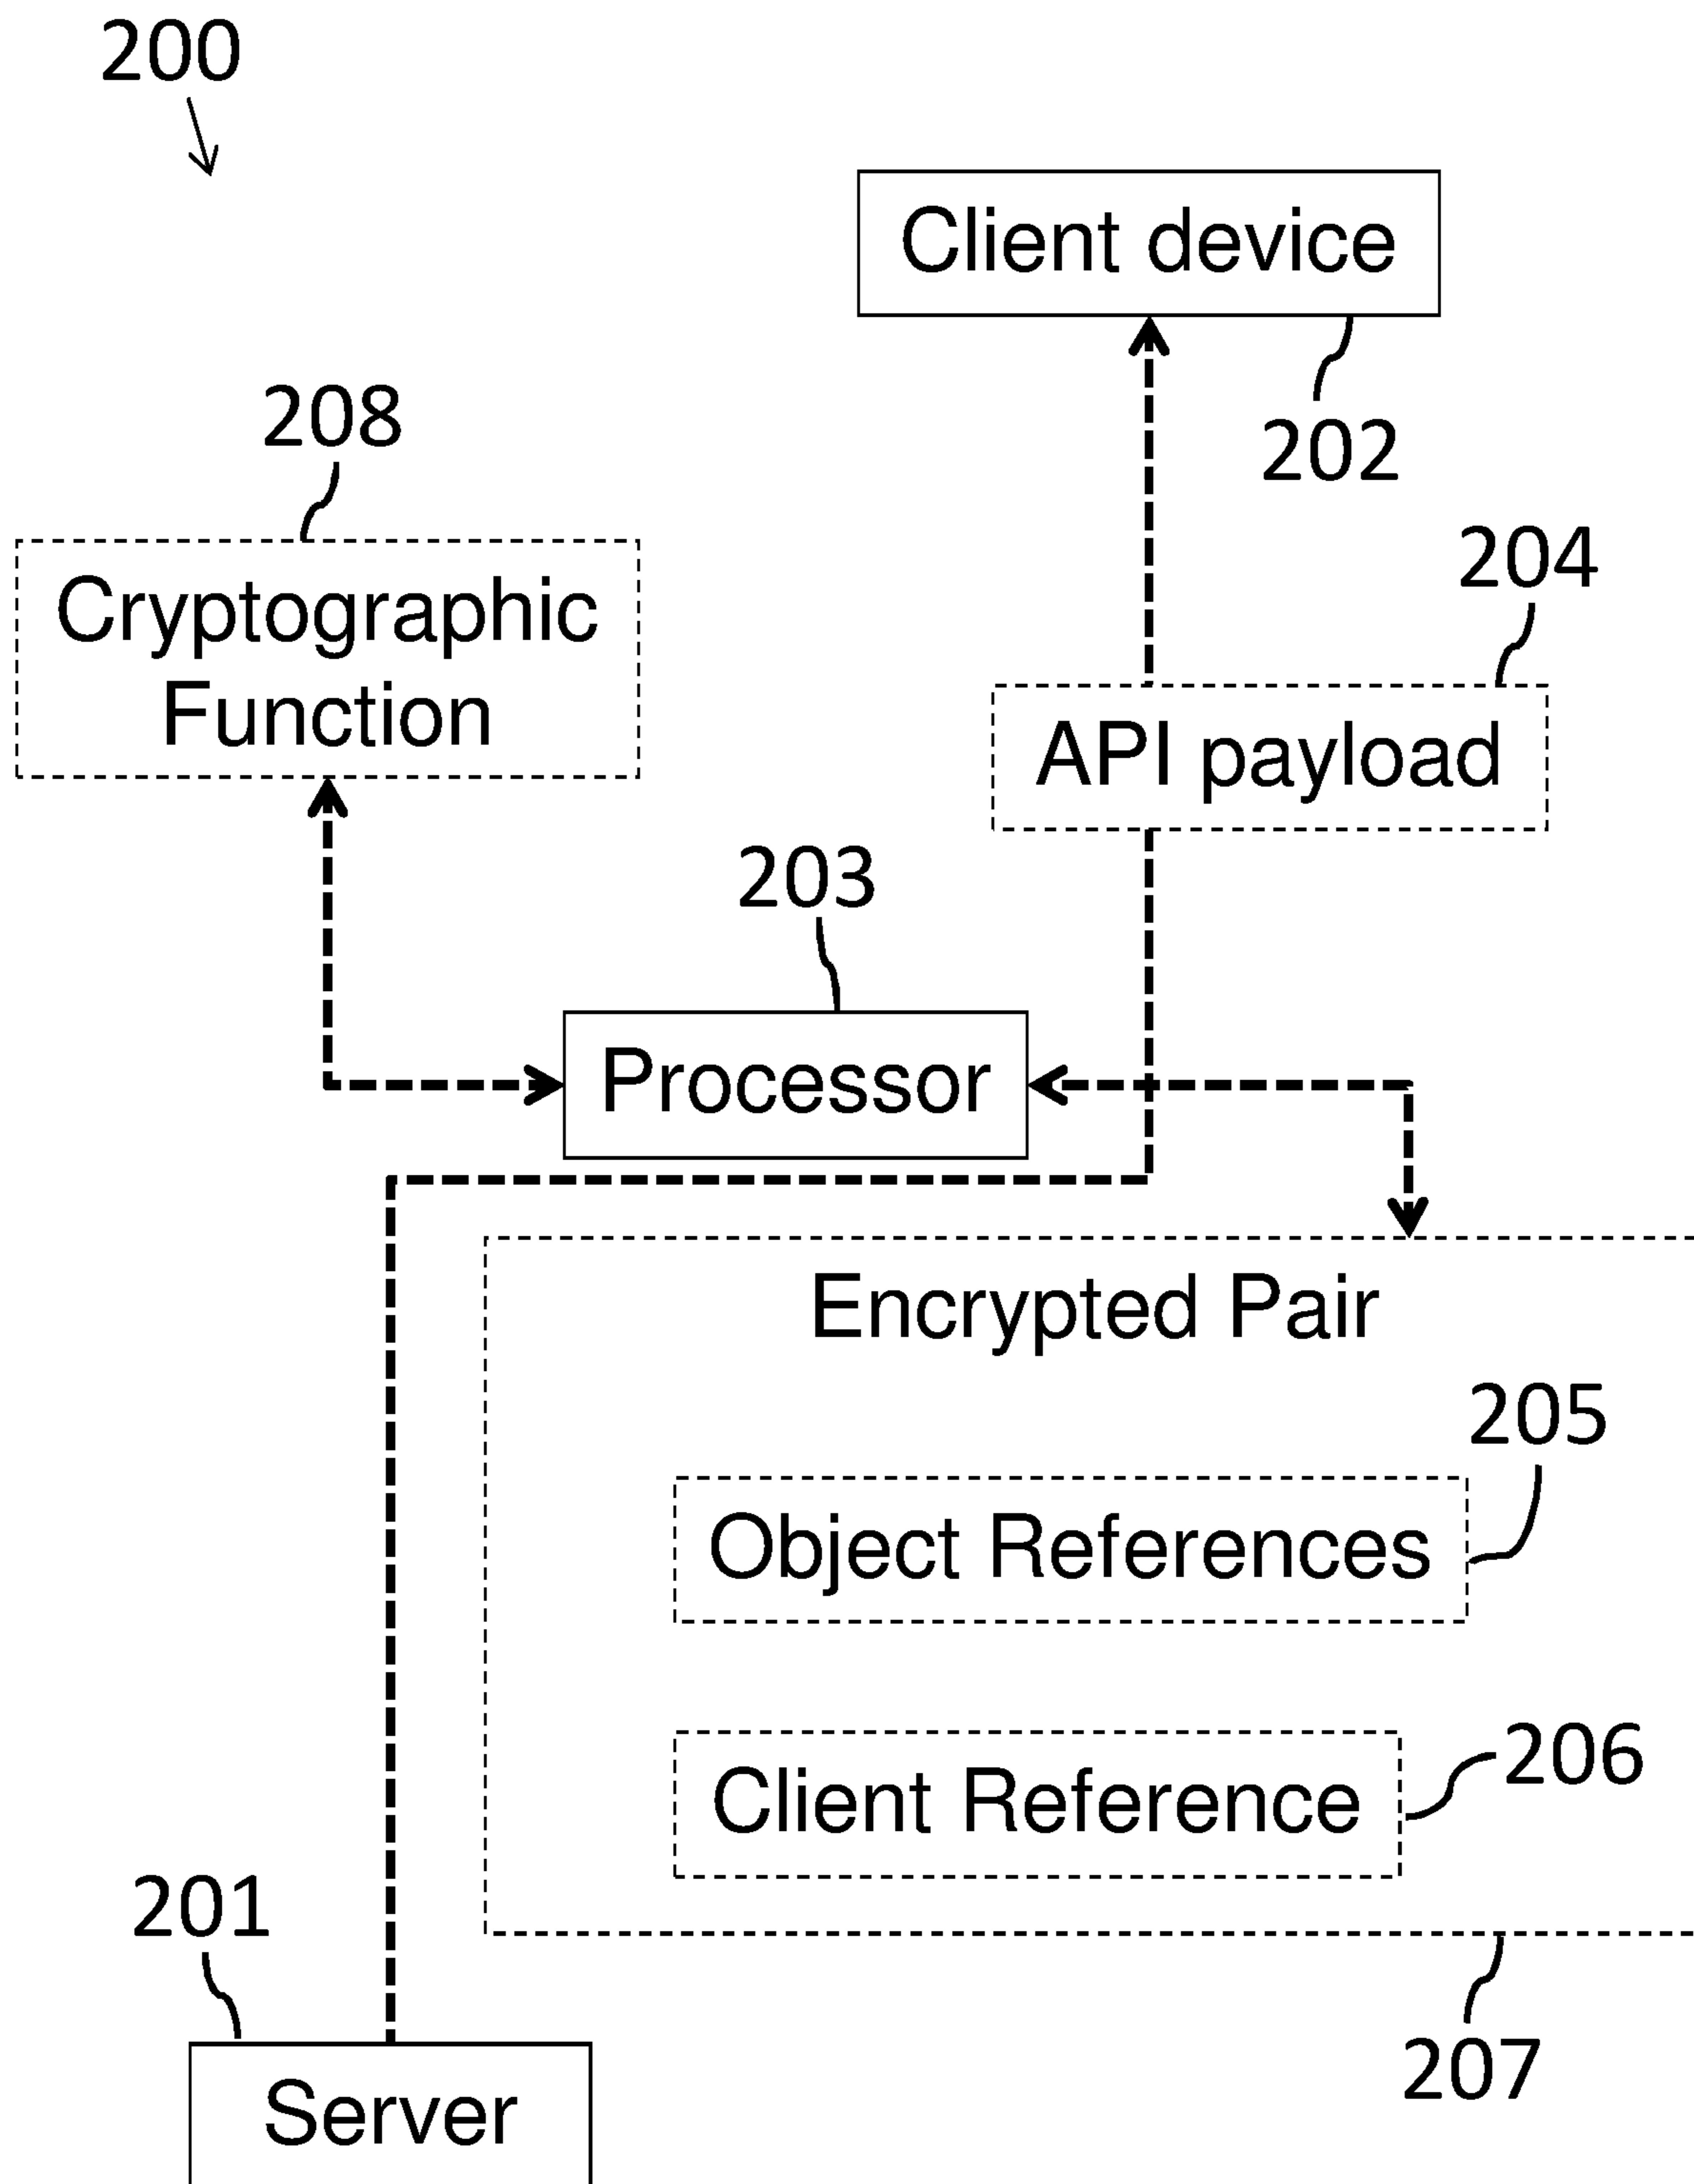 200
Client device
202
208
Cryptographic
Function
204
API payload
203
Processor
Encrypted Pair
205
Object References
206
Client Reference
201
207
Server